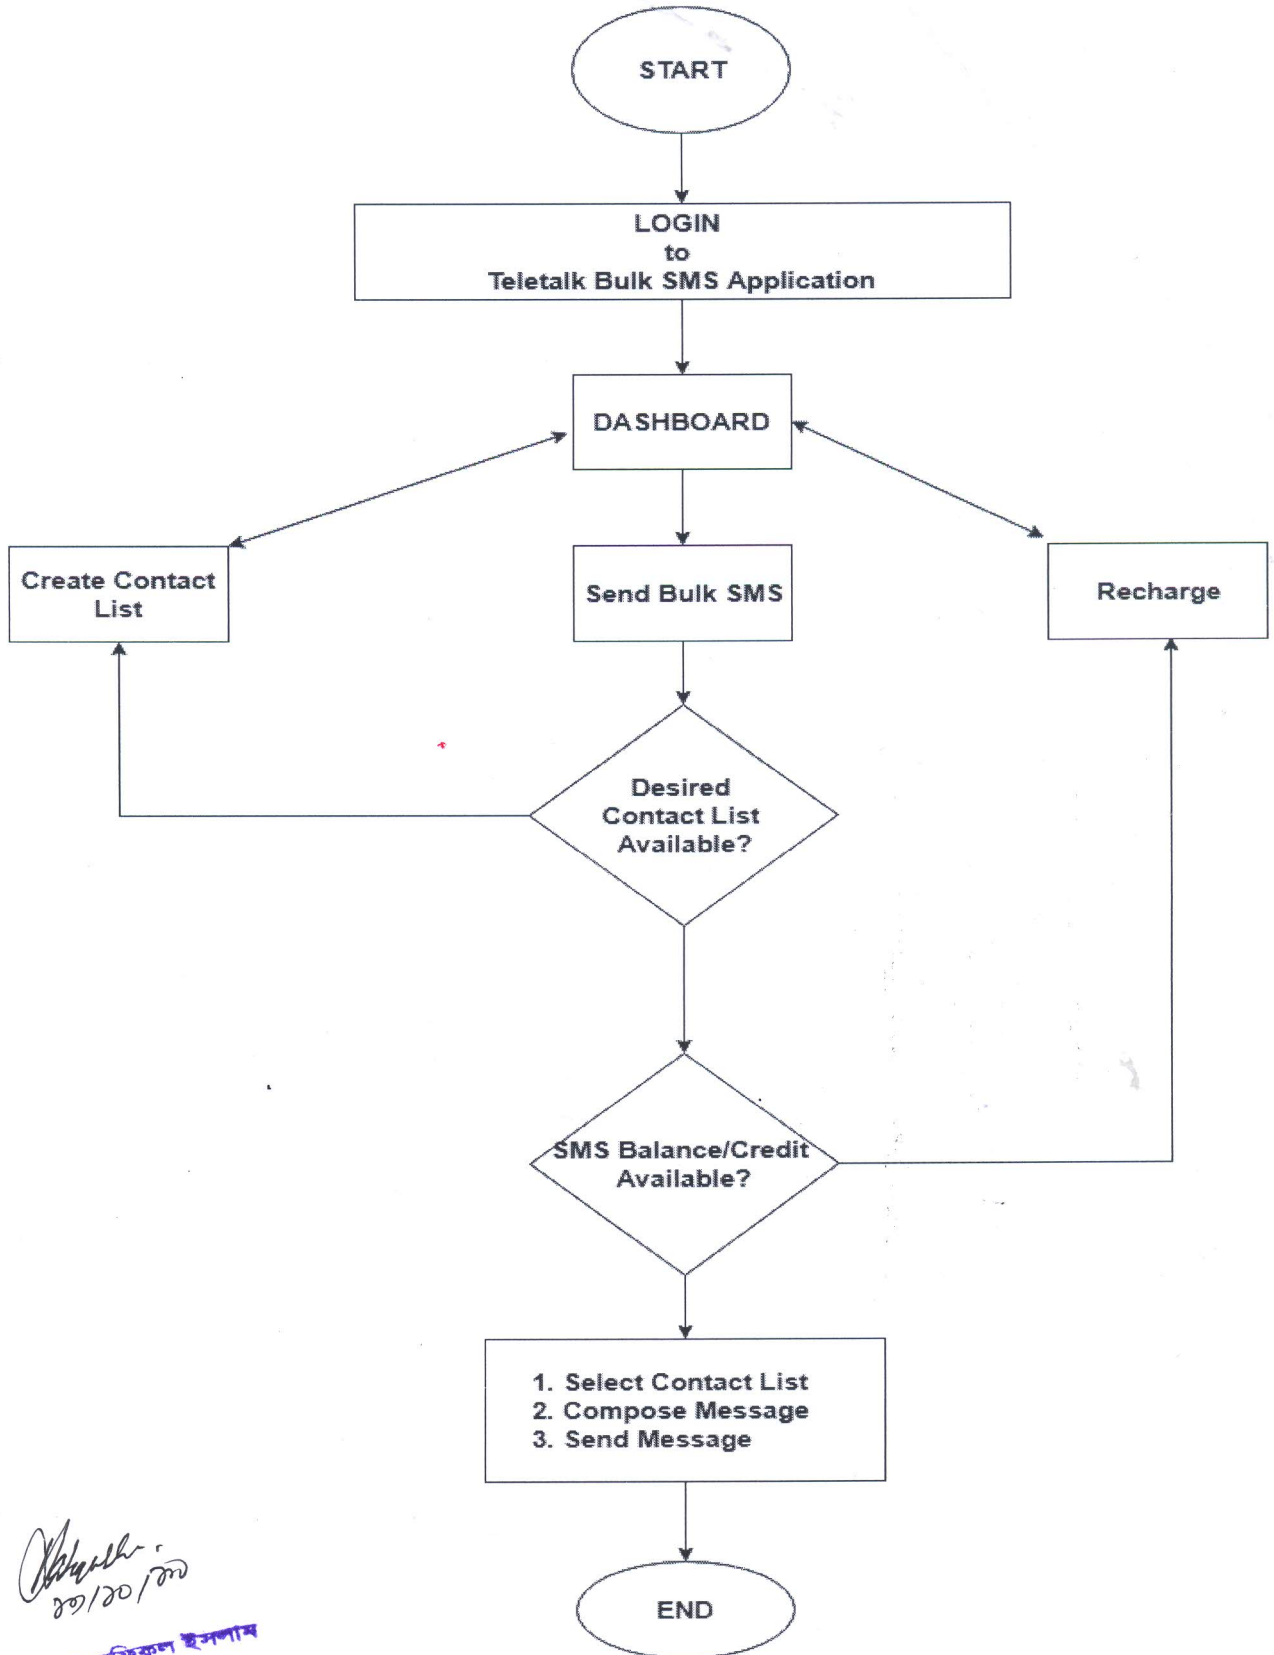 START
LOGIN
to
Teletalk Bulk SMS Application
DASHBOARD
Create Contact
List
Send Bulk SMS
Recharge
Desired
Contact List
Available?
SMS Balance/Credit
Available?
1. Select Contact List
2. Compose Message
3. Send Message
END
ইসলাম